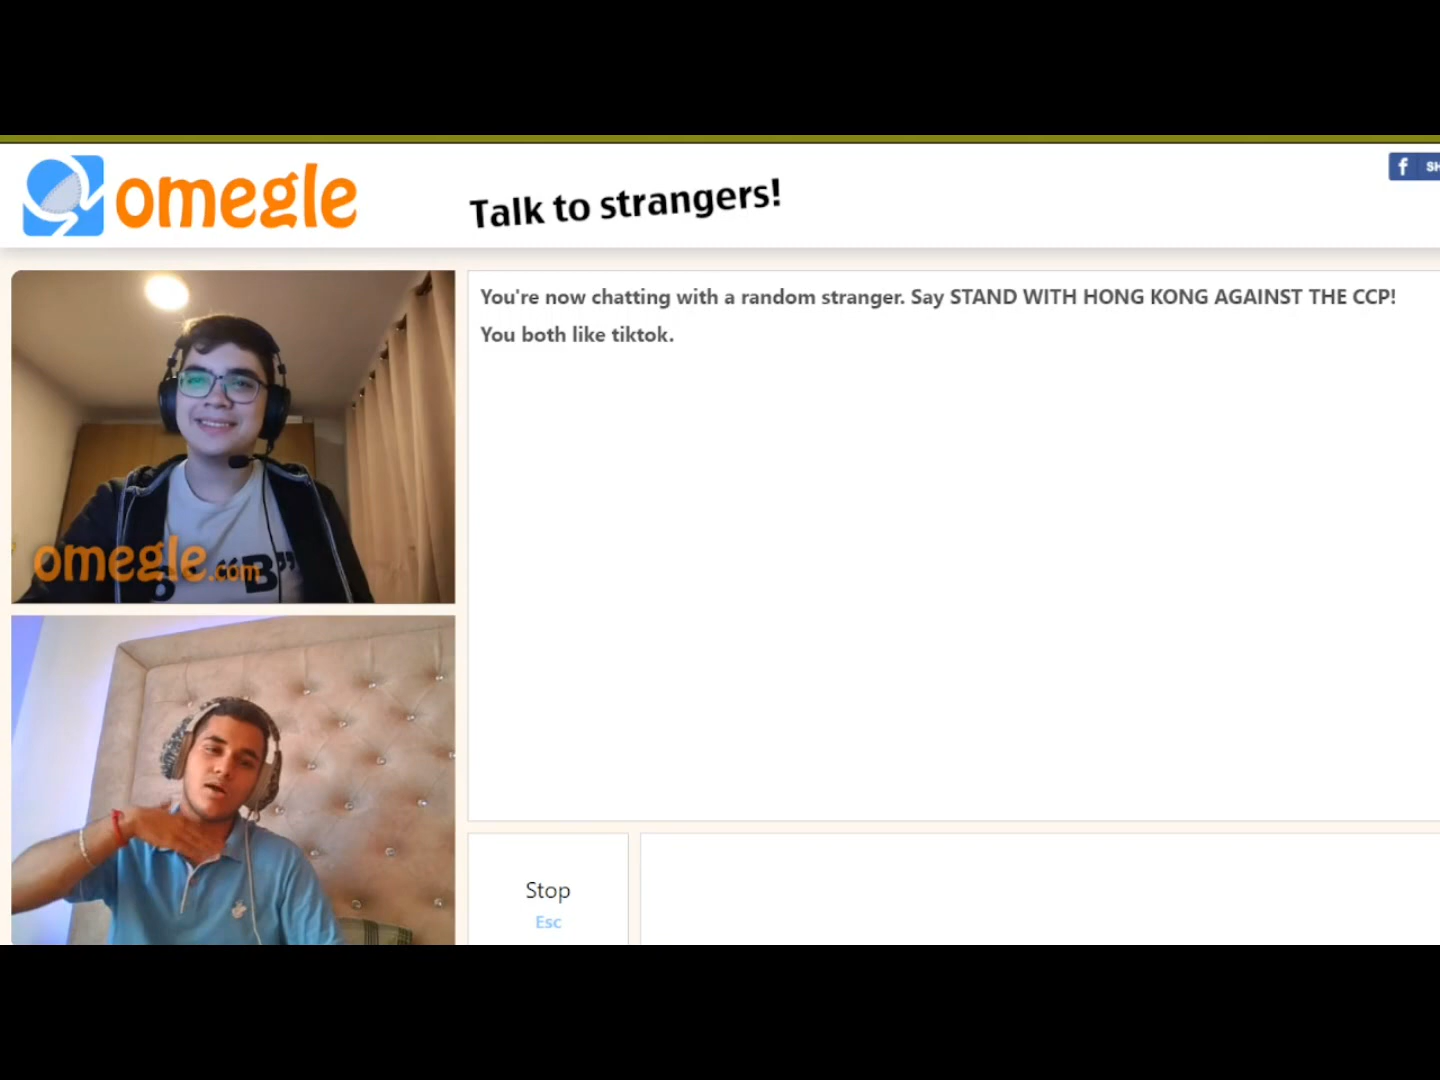 omegle
Talk to strangers!
You're now chatting with a random stranger. Say STAND WITH HONG KONG AGAINST THE CCP!
You both like tiktok.
"B"
omegle.com
Stop
Esc